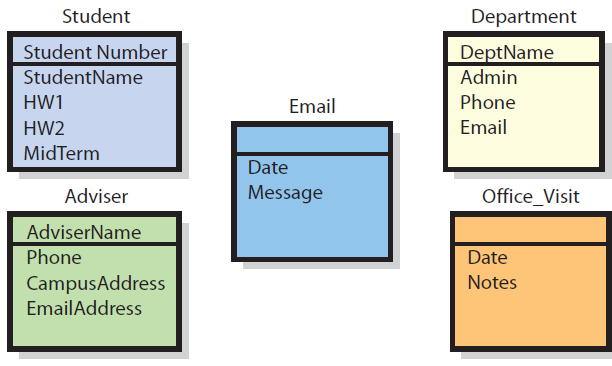 Student
Student Number
StudentName
HW1
HW2
MidTerm
Department
DeptName
Admin
Phone
Email
Email
Date
Message
Adviser
AdviserName
Phone
CampusAddress
EmailAddress
Office_Visit
Date
Notes